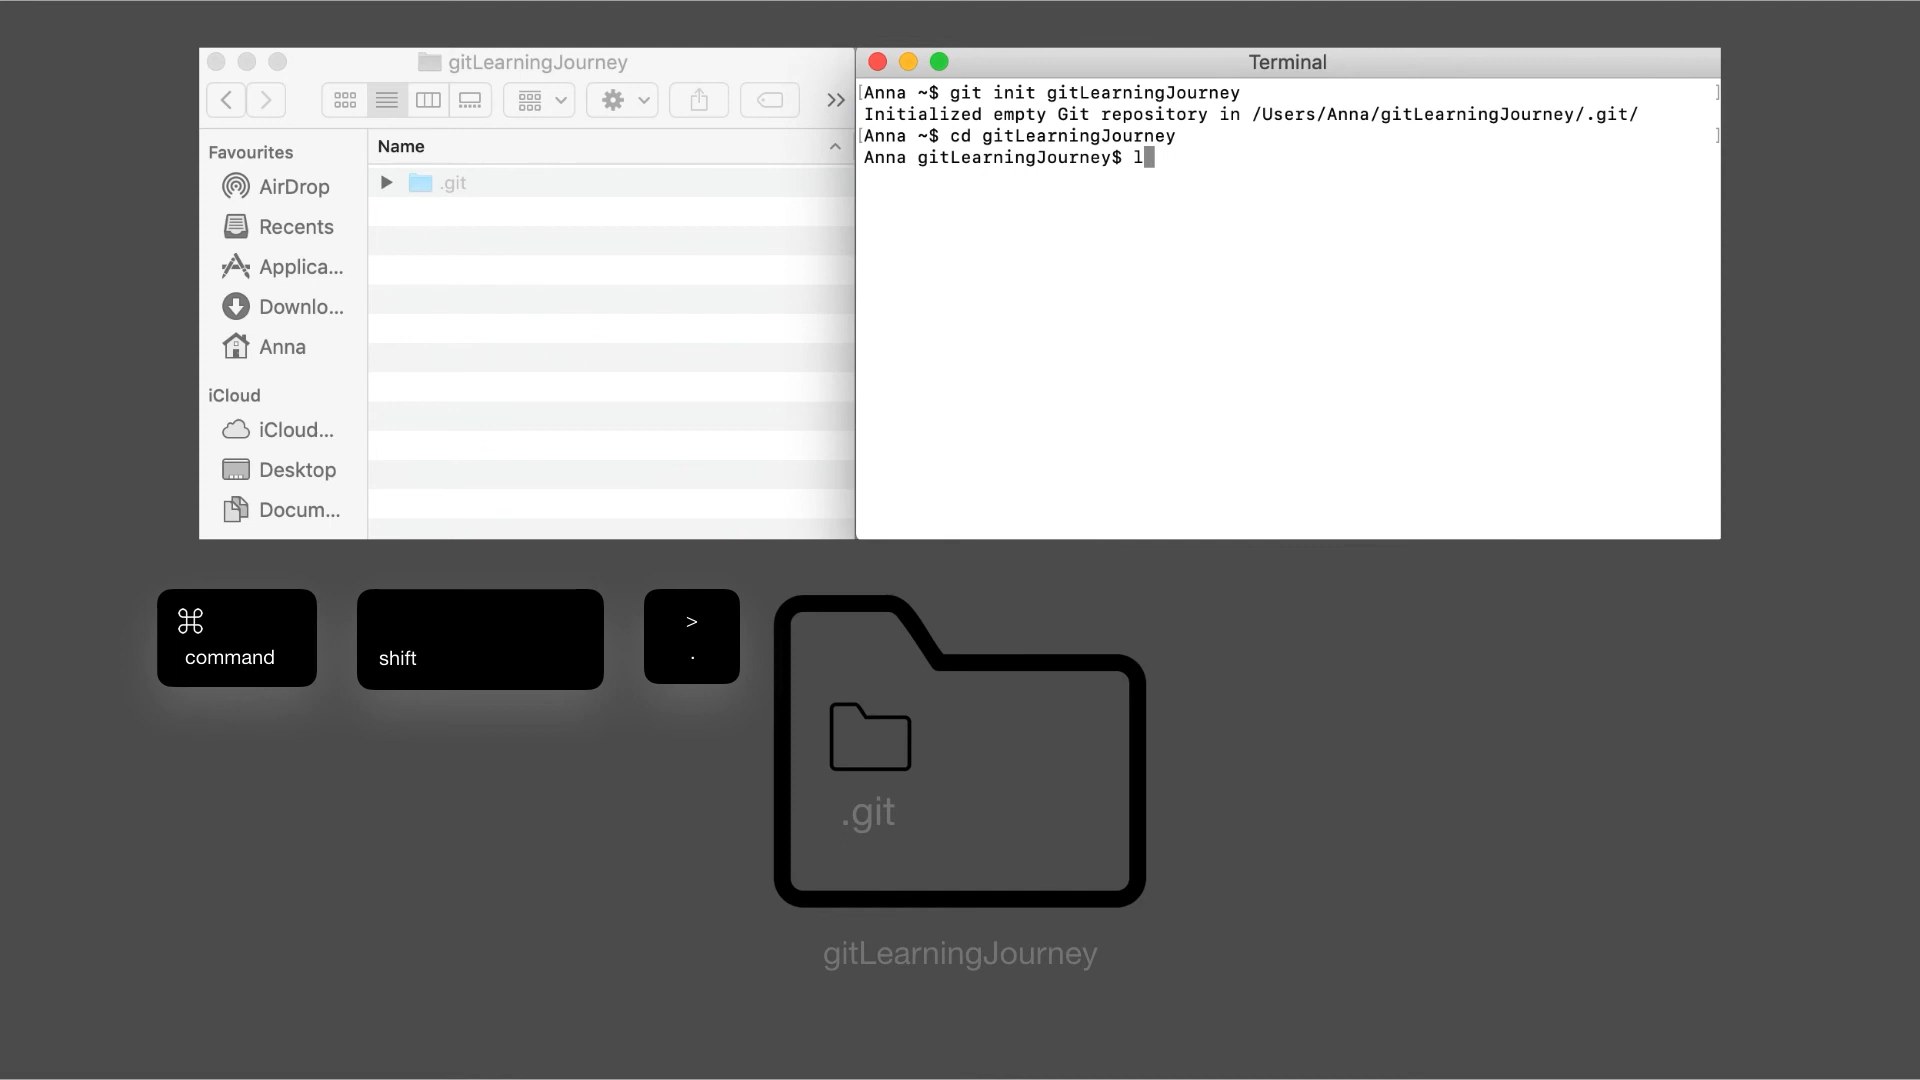 gitLearningJourney
Favourites
AirDrop
Recents
Applica...
Downlo...
Anna
iCloud
iCloud...
Desktop
Docum...
Name
.git
Terminal
Anna ~$ git init gitLearningJourney
Initialized empty Git repository in /Users/Anna/gitLearningJourney/.git/
Anna ~$ cd gitLearningJourney
Anna gitLearningJourney$ l
⌘
command
shift
>
.
.git
gitLearningJourney